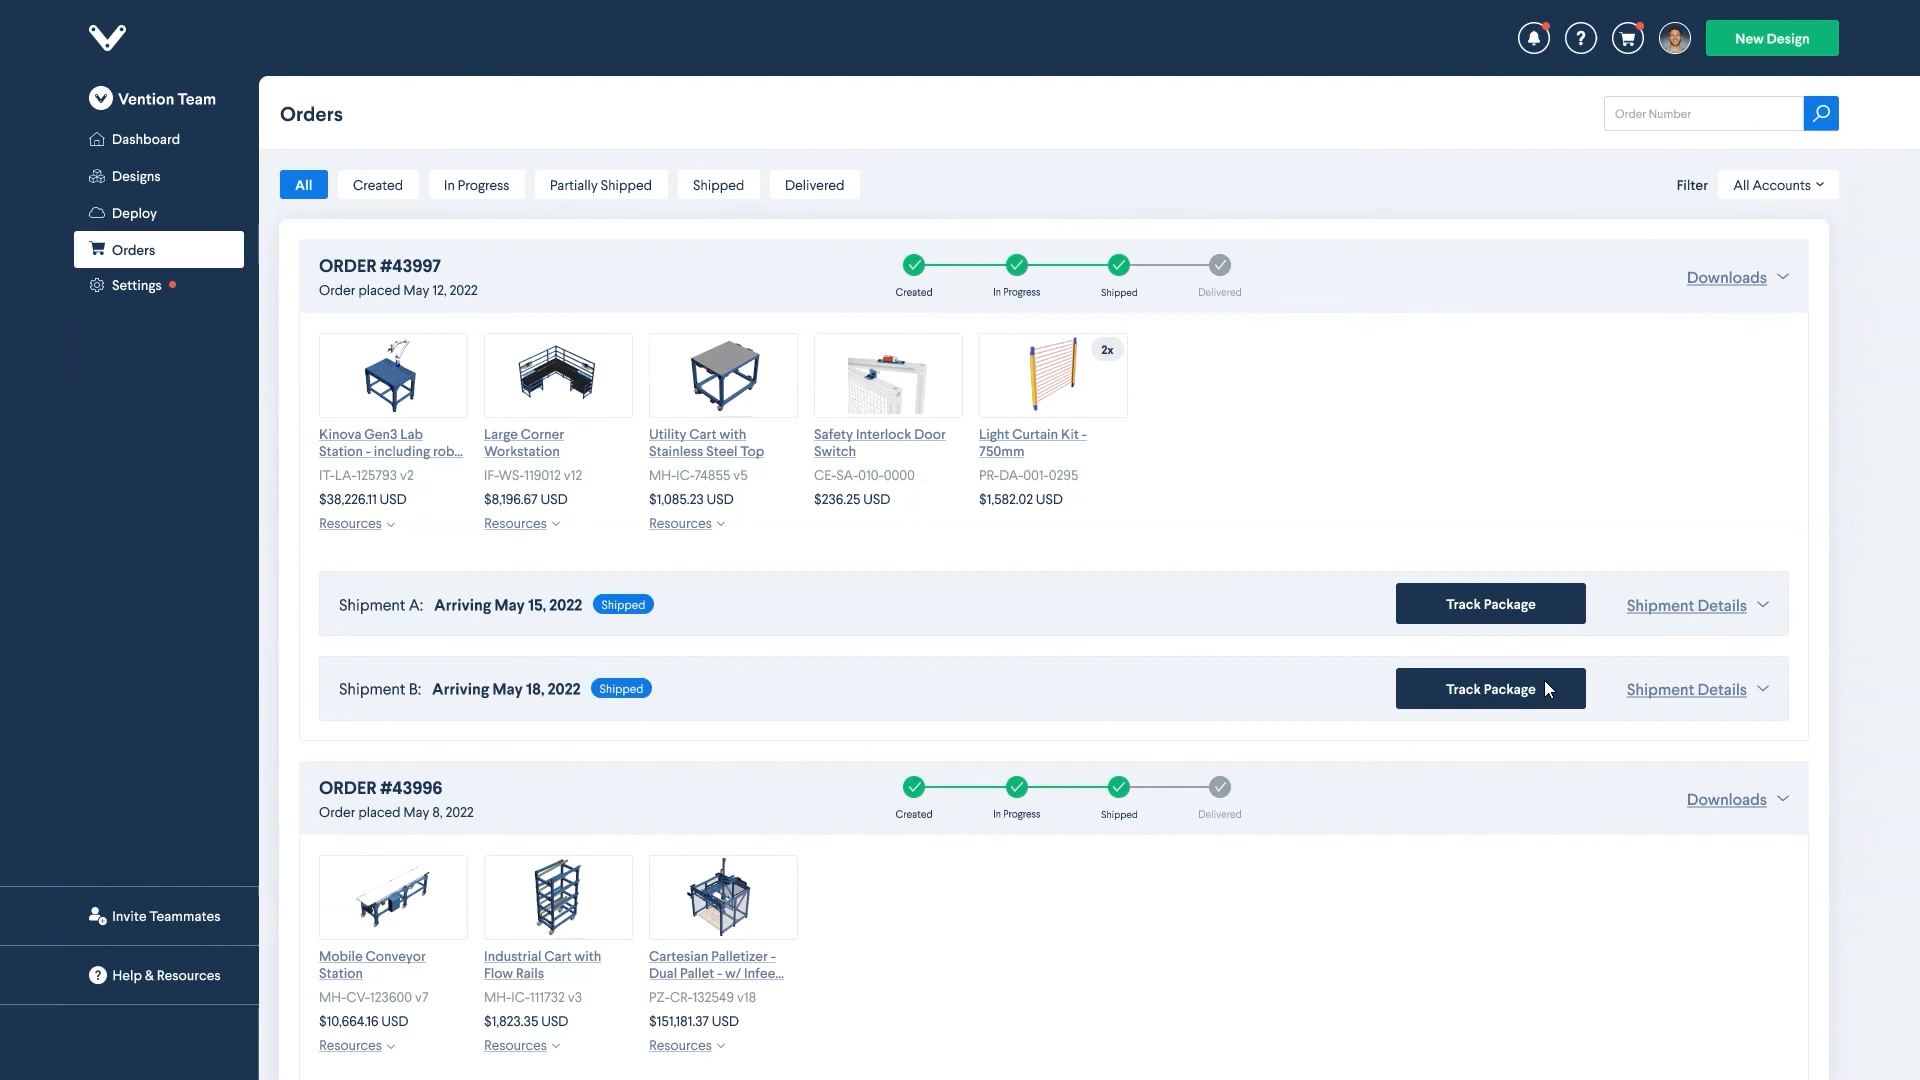 New Design
Vention Team
Dashboard
Designs
Deploy
Orders
Settings
Invite Teammates
Help & Resources
Orders
Order Number
All
Created
In Progress
Partially Shipped
Shipped
Delivered
Filter
All Accounts
ORDER #43997
Order placed May 12, 2022
Created
In Progress
Shipped
Delivered
Downloads
2x
Kinova Gen3 Lab
Station - including rob...
IT-LA-125793 v2
$38,226.11 USD
Resources
Large Corner
Workstation
IF-WS-119012 v12
$8,196.67 USD
Resources
Utility Cart with
Stainless Steel Top
MH-IC-74855 v5
$1,085.23 USD
Resources
Safety Interlock Door
Switch
CE-SA-010-0000
$236.25 USD
Light Curtain Kit -
750mm
PR-DA-001-0295
$1,582.02 USD
Shipment A: Arriving May 15, 2022 Shipped
Track Package
Shipment Details
Shipment B: Arriving May 18, 2022 Shipped
Track Package
Shipment Details
ORDER #43996
Order placed May 8, 2022
Created
In Progress
Shipped
Delivered
Downloads
Mobile Conveyor
Station
MH-CV-123600 v7
$10,664.16 USD
Resources
Industrial Cart with
Flow Rails
MH-IC-111732 v3
$1,823.35 USD
Resources
Cartesian Palletizer -
Dual Pallet - w/ Infee...
PZ-CR-132549 v18
$151,181.37 USD
Resources